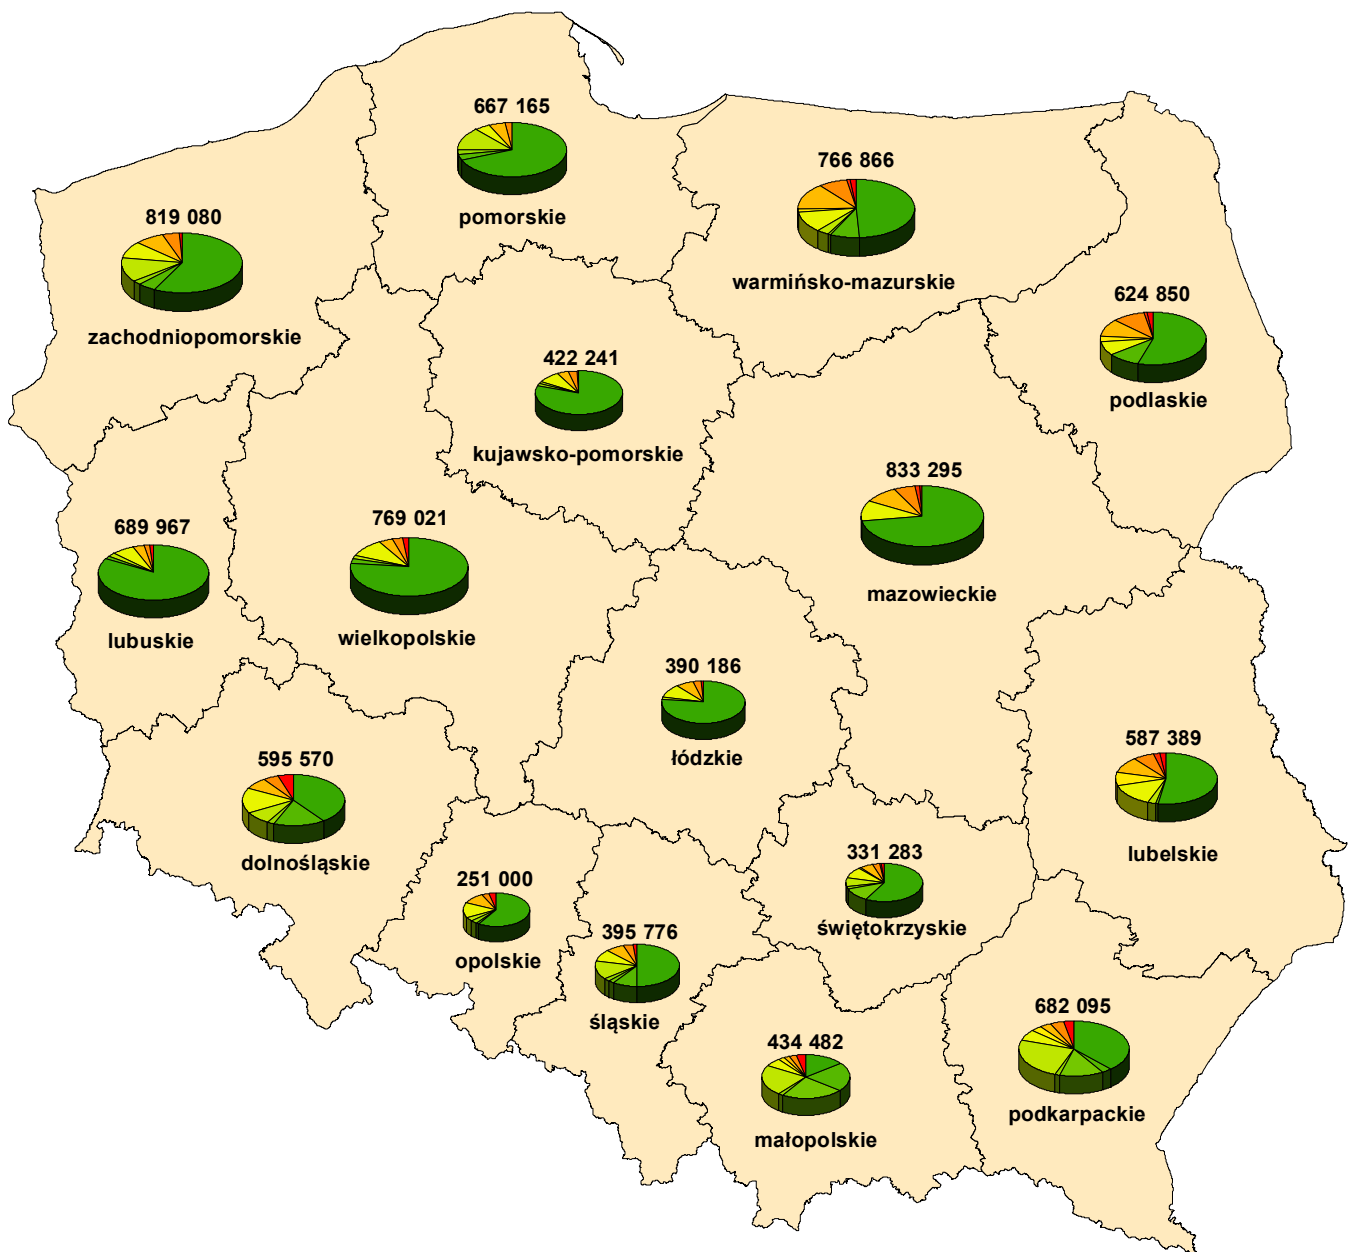 667 165
pomorskie
766 866
warmińsko-mazurskie
819 080
zachodniopomorskie
624 850
podlaskie
422 241
kujawsko-pomorskie
833 295
mazowieckie
689 967
lubuskie
769 021
wielkopolskie
390 186
łódzkie
595 570
dolnośląskie
587 389
lubelskie
331 283
świętokrzyskie
251 000
opolskie
395 776
śląskie
434 482
małopolskie
682 095
podkarpackie